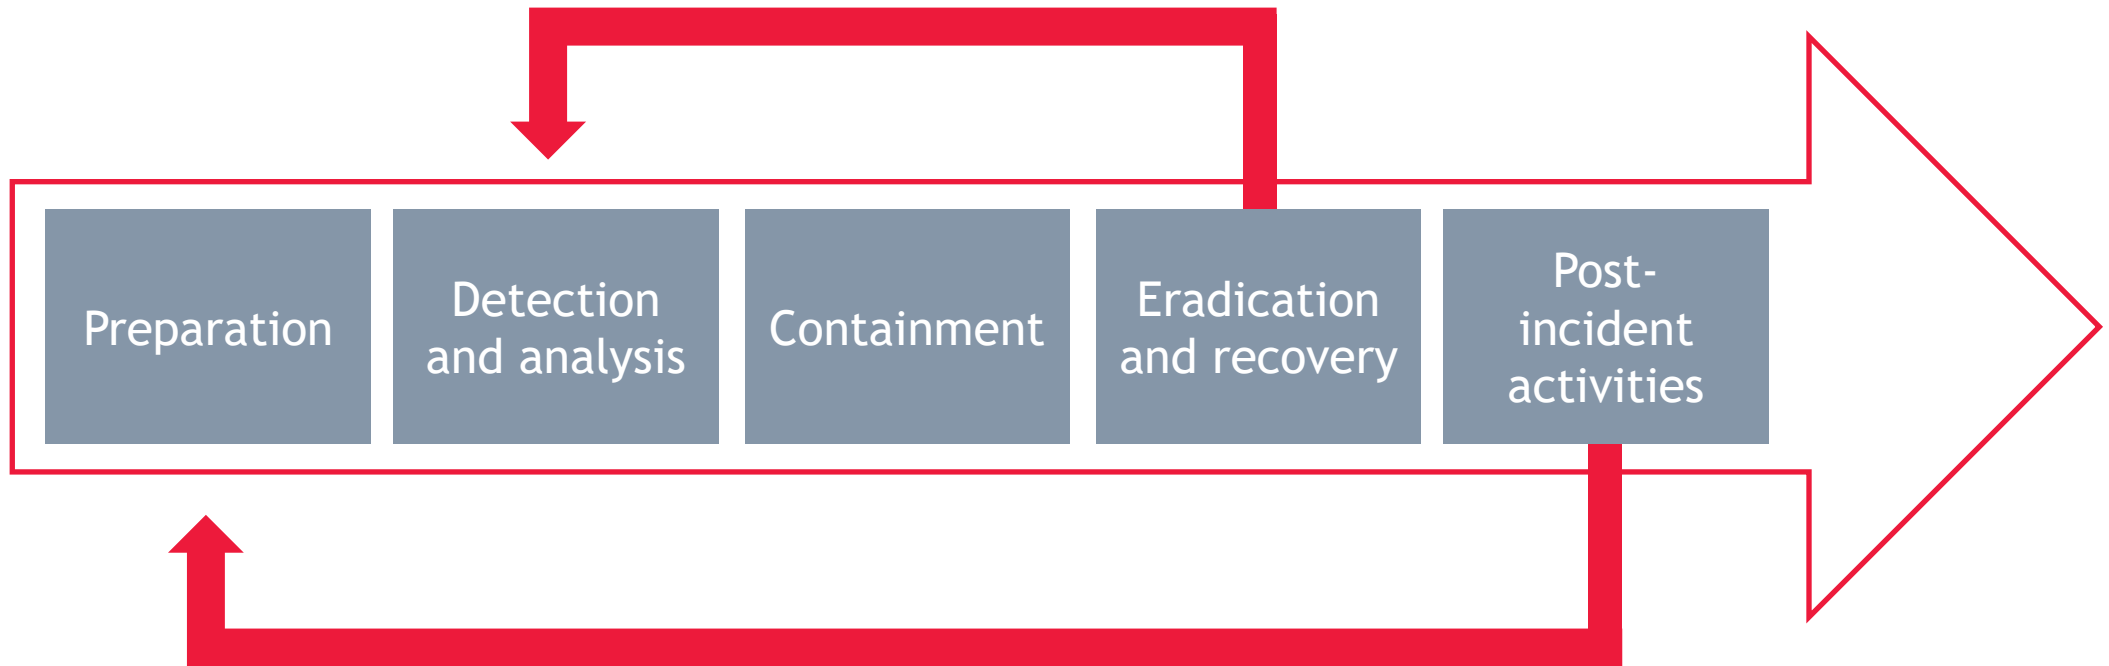 Preparation
Detection
and analysis
Containment
Eradication
and recovery
Post-
incident
activities